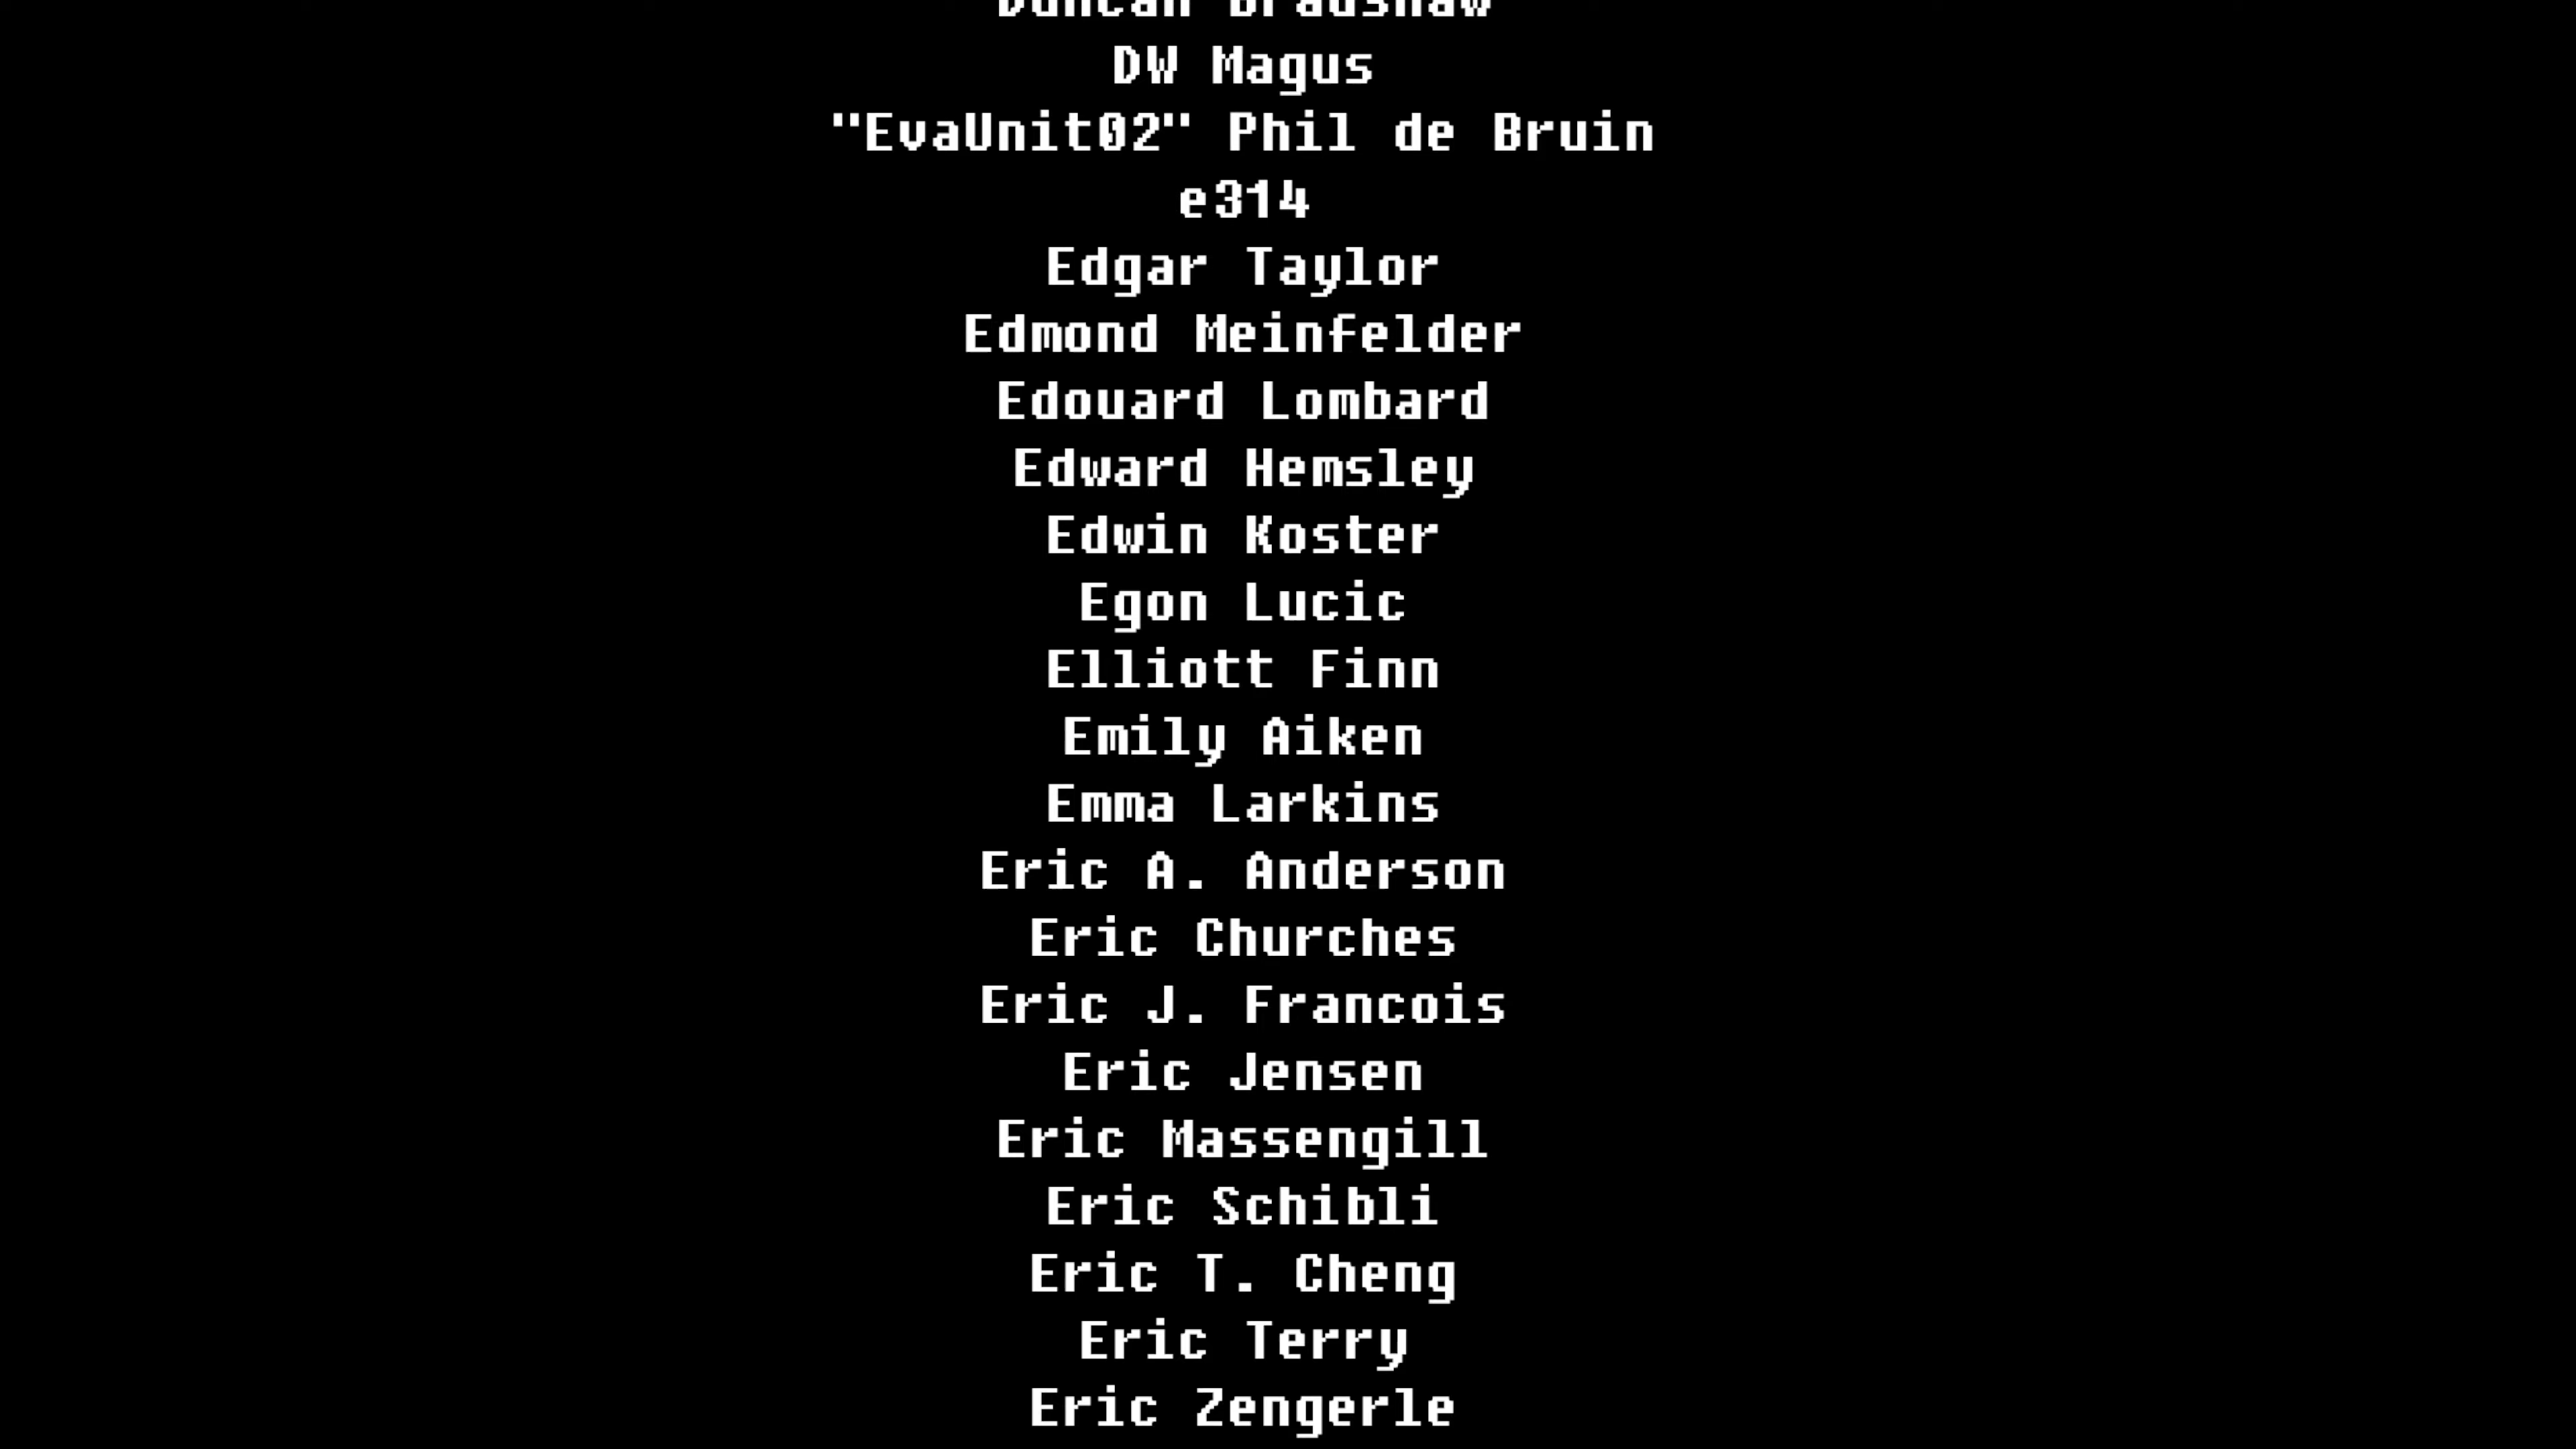 Duncan Bradshaw
DW Magus
"EvaUnit02" Phil de Bruin
e314
Edgar Taylor
Edmond Meinfelder
Edouard Lombard
Edward Hemsley
Edwin Koster
Egon Lucic
Elliott Finn
Emily Aiken
Emma Larkins
Eric A. Anderson
Eric Churches
Eric J. Francois
Eric Jensen
Eric Massengill
Eric Schibli
Eric T. Cheng
Eric Terry
Eric Zengerle